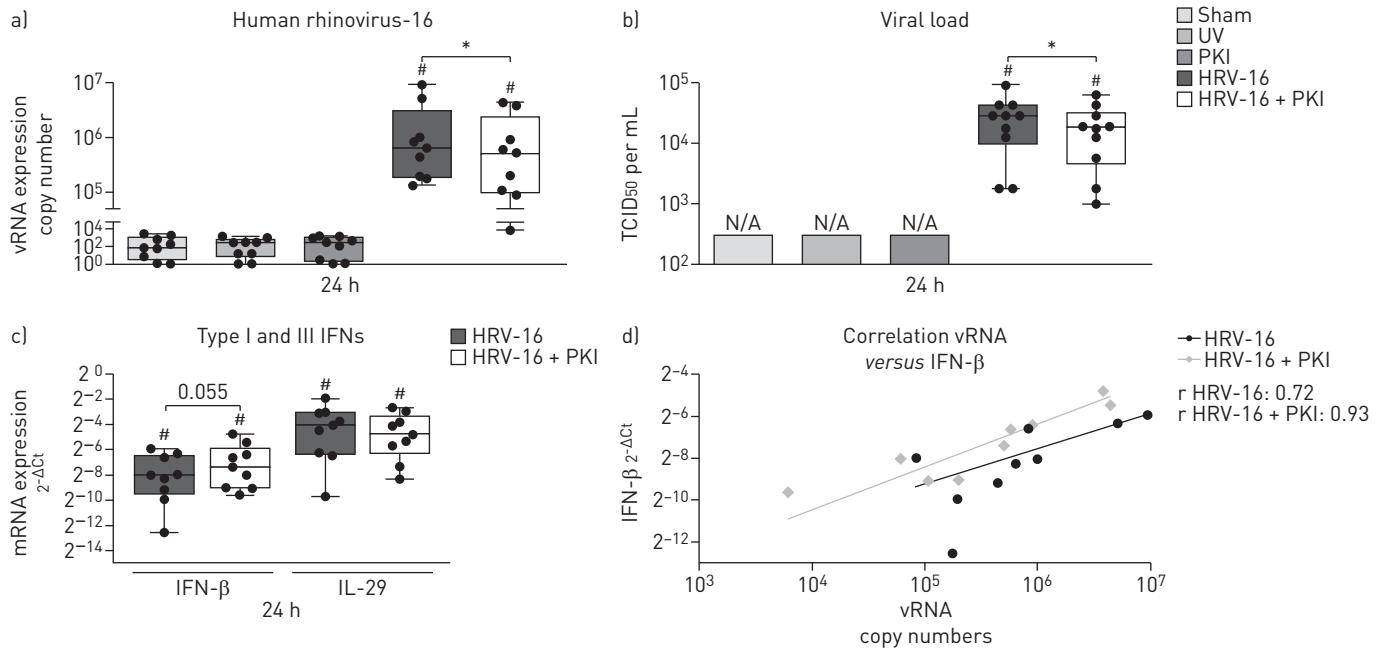 a) Human rhinovirus-16
vRNA expression
copy number
10⁷
10⁶
10⁵
10⁴
10²
10⁰
#
*
#
24 h
b) Viral load
TCID₅₀ per mL
10⁵
10⁴
10³
10²
N/A N/A N/A
#
*
#
24 h
Sham
UV
PKI
HRV-16
HRV-16 + PKI
c) Type I and III IFNs
HRV-16
HRV-16 + PKI
mRNA expression
2⁻ΔCt
2⁰
2⁻²
2⁻⁴
2⁻⁶
2⁻⁸
2⁻¹⁰
2⁻¹²
2⁻¹⁴
0.055
# # # #
IFN-β IL-29
24 h
d) Correlation vRNA
versus IFN-β
HRV-16
HRV-16 + PKI
r HRV-16: 0.72
r HRV-16 + PKI: 0.93
IFN-β 2⁻ΔCt
2⁻⁴
2⁻⁶
2⁻⁸
2⁻¹⁰
2⁻¹²
10³ 10⁴ 10⁵ 10⁶ 10⁷
vRNA
copy numbers